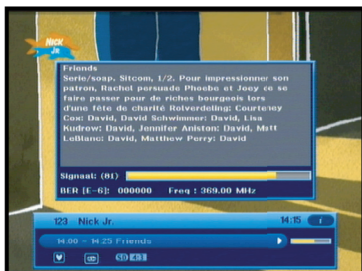 NICK
Jr.
Friends
Serie/soap, Sitcom, 1/2. Pour impressionner son
patron, Rachel persuade Phoebe et Joey ce se
faire passer pour de riches bourgeois lors
d'une fête de charité Rolverdeling: Courteney
Cox: David, David Schwimmer: David, Lisa
Kudrow: David, Jennifer Aniston: David, Matt
LeBlanc: David, Matthew Perry: David
Signaal: (81)
BER [E-6]: 000000 Freq : 369.00 MHz
123 Nick Jr. 14:15 i
14.00 - 14.25 Friends
SD 4:3